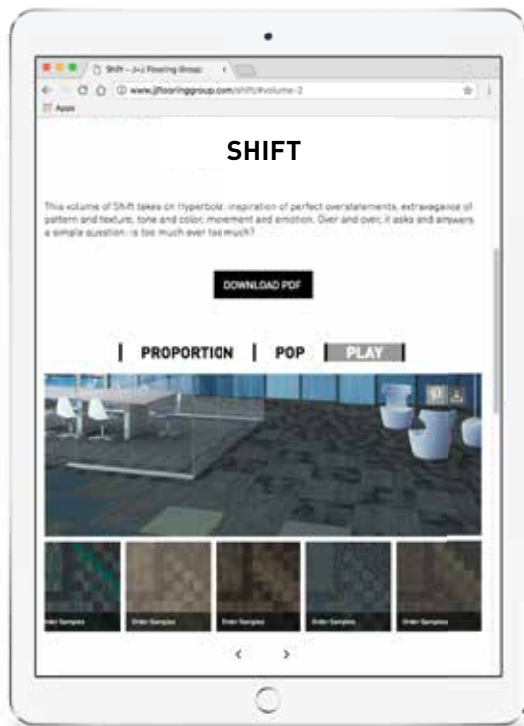 Shift - J+J Flooring Group
www.jjflooringgroup.com/shift/#volume-2
Apps
SHIFT
This volume of Shift takes on Hyperbole: inspiration of perfect overstatements, extravagance of
pattern and texture, tone and color, movement and emotion. Over and over, it asks and answers
a simple question: is too much ever too much?
DOWNLOAD PDF
PROPORTION POP PLAY
Order Samples Order Samples Order Samples Order Samples Order Samples